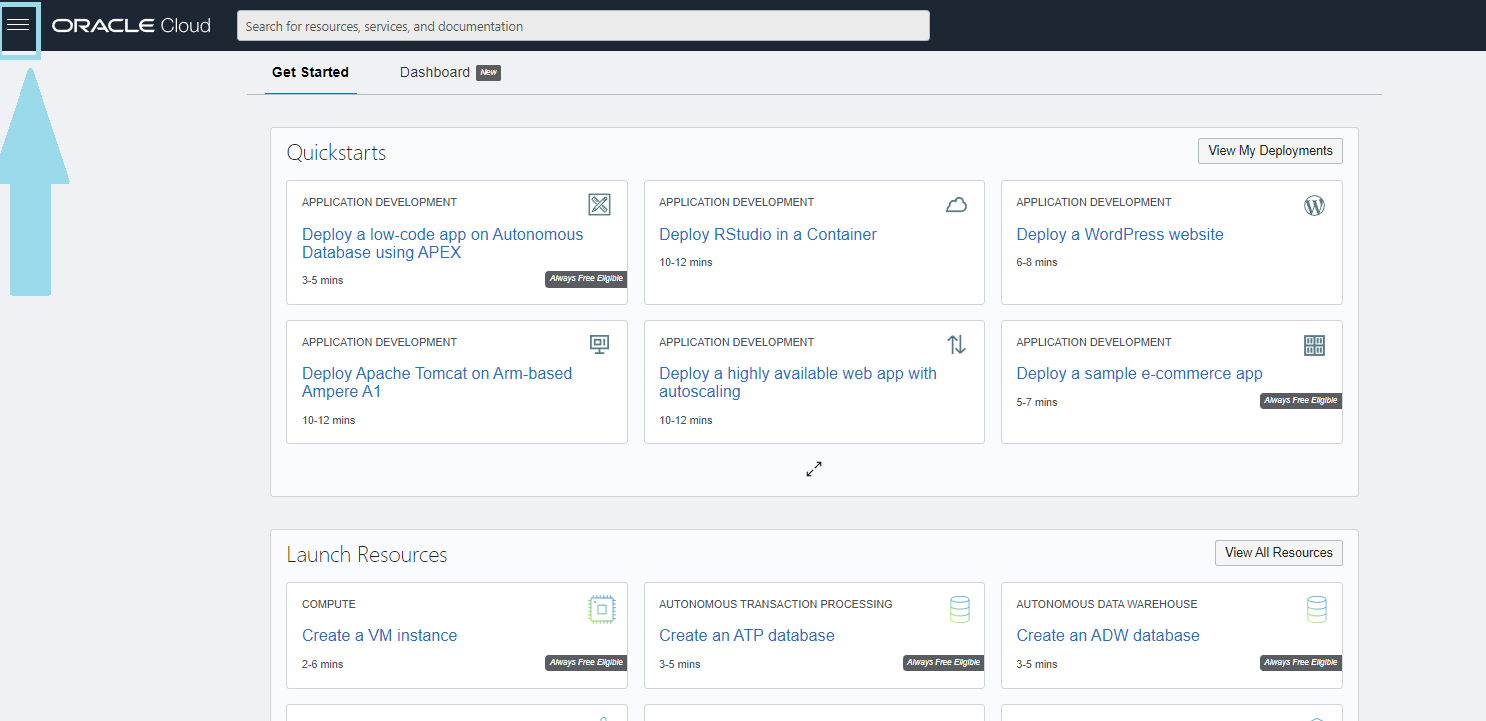 ORACLE Cloud
Search for resources, services, and documentation
Get Started
Dashboard New
Quickstarts
View My Deployments
APPLICATION DEVELOPMENT
Deploy a low-code app on Autonomous
Database using APEX
3-5 mins
Always Free Eligible
APPLICATION DEVELOPMENT
Deploy RStudio in a Container
10-12 mins
APPLICATION DEVELOPMENT
Deploy a WordPress website
6-8 mins
APPLICATION DEVELOPMENT
Deploy Apache Tomcat on Arm-based
Ampere A1
10-12 mins
APPLICATION DEVELOPMENT
Deploy a highly available web app with
autoscaling
10-12 mins
APPLICATION DEVELOPMENT
Deploy a sample e-commerce app
5-7 mins
Always Free Eligible
Launch Resources
View All Resources
COMPUTE
Create a VM instance
2-6 mins
Always Free Eligible
AUTONOMOUS TRANSACTION PROCESSING
Create an ATP database
3-5 mins
Always Free Eligible
AUTONOMOUS DATA WAREHOUSE
Create an ADW database
3-5 mins
Always Free Eligible